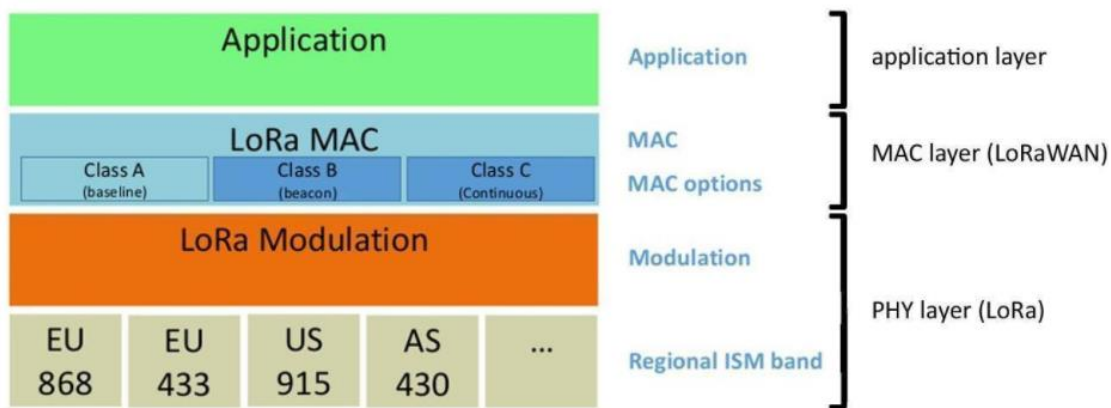 Application
Application
application layer
LoRa MAC
MAC
MAC layer (LoRaWAN)
Class A
(baseline)
Class B
(beacon)
Class C
(Continuous)
MAC options
LoRa Modulation
Modulation
PHY layer (LoRa)
EU
868
EU
433
US
915
AS
430
...
Regional ISM band